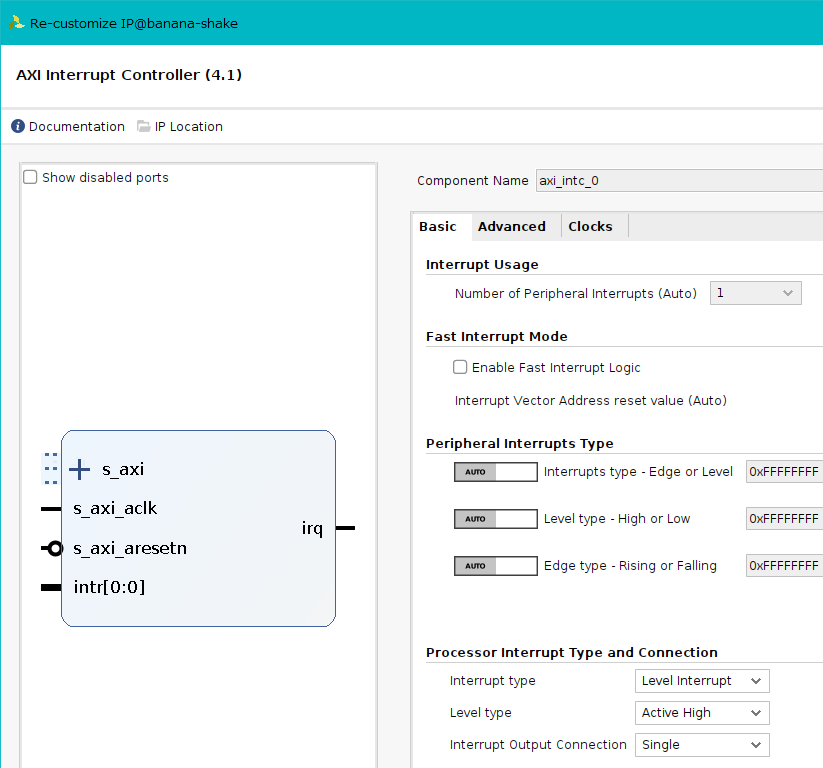 Re-customize IP@banana-shake
AXI Interrupt Controller (4.1)
Documentation IP Location
Show disabled ports
s_axi
s_axi_aclk
s_axi_aresetn
intr[0:0]
irq
Component Name axi_intc_0
Basic Advanced Clocks
Interrupt Usage
Number of Peripheral Interrupts (Auto) 1
Fast Interrupt Mode
Enable Fast Interrupt Logic
Interrupt Vector Address reset value (Auto)
Peripheral Interrupts Type
AUTO Interrupts type - Edge or Level 0xFFFFFFFF
AUTO Level type - High or Low 0xFFFFFFFF
AUTO Edge type - Rising or Falling 0xFFFFFFFF
Processor Interrupt Type and Connection
Interrupt type Level Interrupt
Level type Active High
Interrupt Output Connection Single